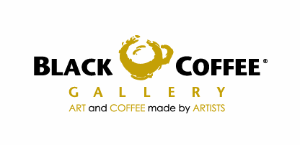 BLACK COFFEE®
GALLERY
ART and COFFEE made by ARTISTS